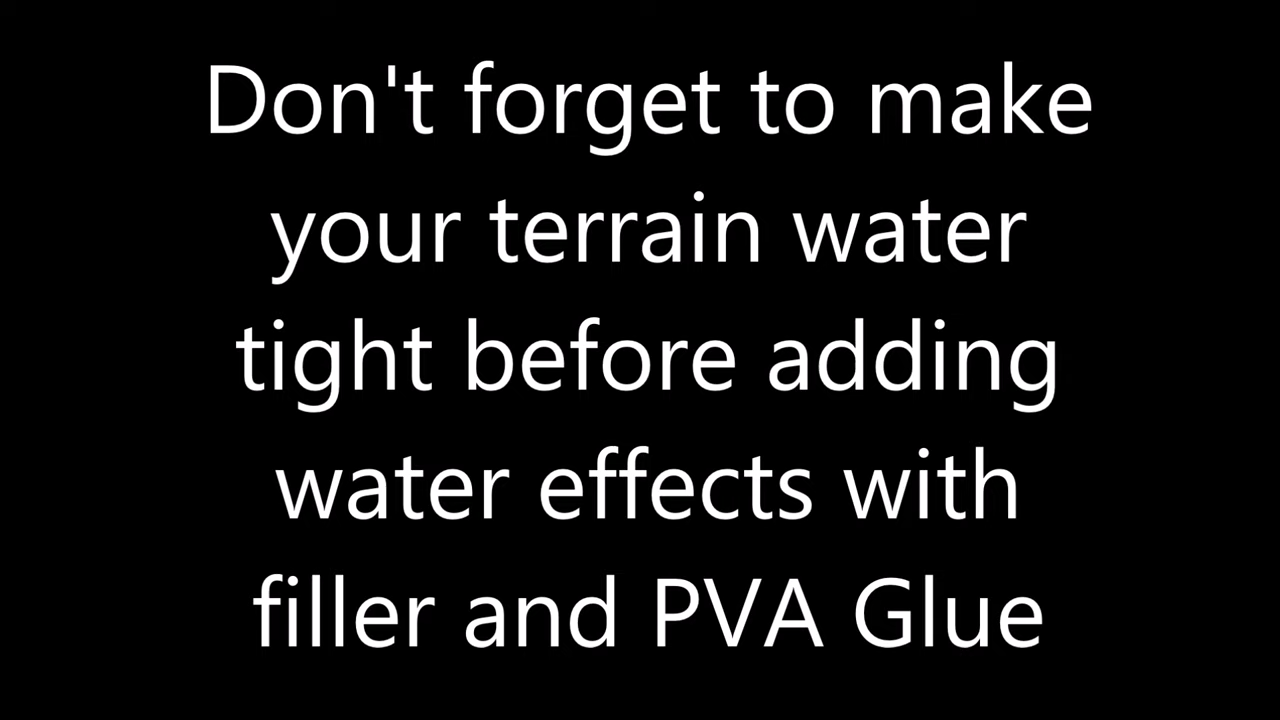 Don't forget to make
your terrain water
tight before adding
water effects with
filler and PVA Glue